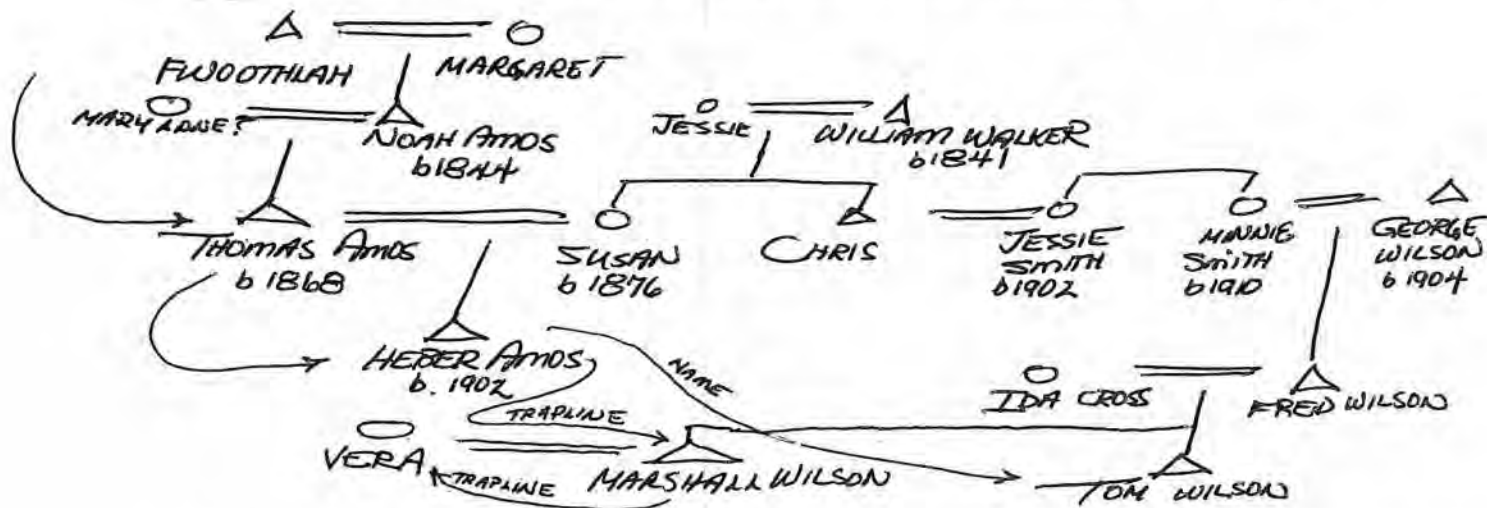 FWOOTHLAH MARGARET
MARY ANNE?
NOAH AMOS
b1844
JESSIE
WILLIAM WALKER
b1841
THOMAS AMOS
b 1868
SUSAN
b 1876
CHRIS
JESSIE
SMITH
b1902
MINNIE
SMITH
b1910
GEORGE
WILSON
b 1904
HEBER AMOS
b. 1902
NAME
IDA CROSS
FRED WILSON
TRAPLINE
VERA
TRAPLINE
MARSHALL WILSON
TOM WILSON